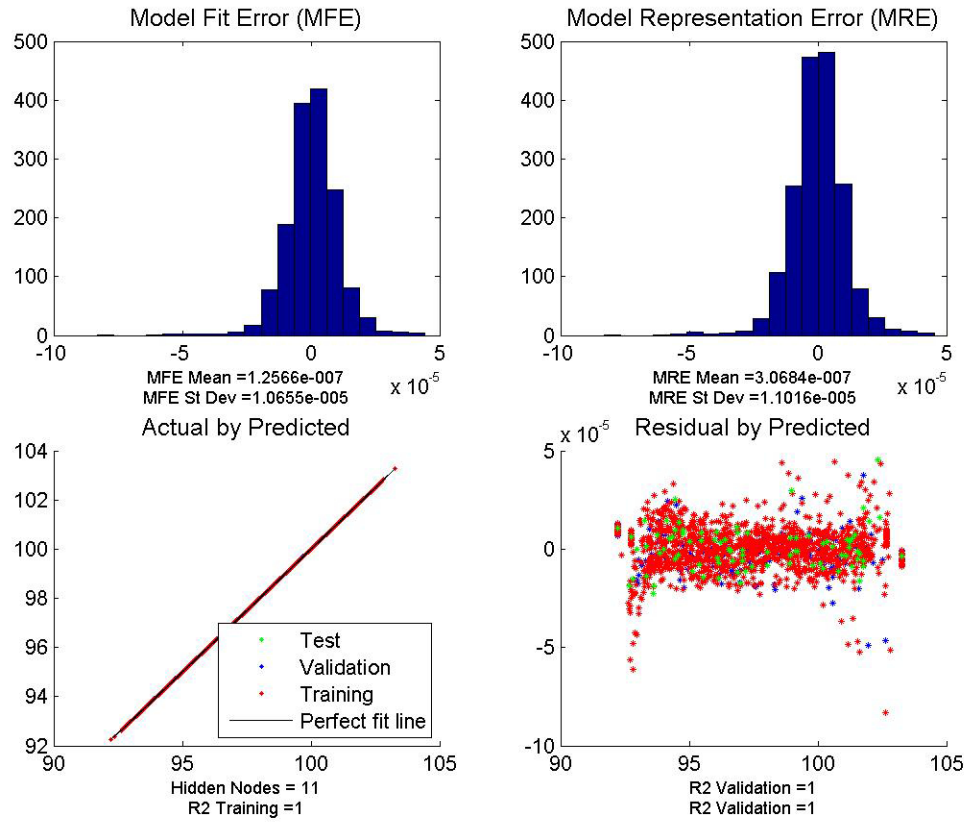 Model Fit Error (MFE)
500
400
300
200
100
0
-10
-5
0
5
x 10-5
MFE Mean =1.2566e-007
MFE St Dev =1.0655e-005
Model Representation Error (MRE)
500
400
300
200
100
0
-10
-5
0
5
x 10-5
MRE Mean =3.0684e-007
MRE St Dev =1.1016e-005
Actual by Predicted
104
102
100
98
96
94
92
90
95
100
105
Test
Validation
Training
Perfect fit line
Hidden Nodes = 11
R2 Training =1
Residual by Predicted
x 10-5
5
0
-5
-10
90
95
100
105
R2 Validation =1
R2 Validation =1